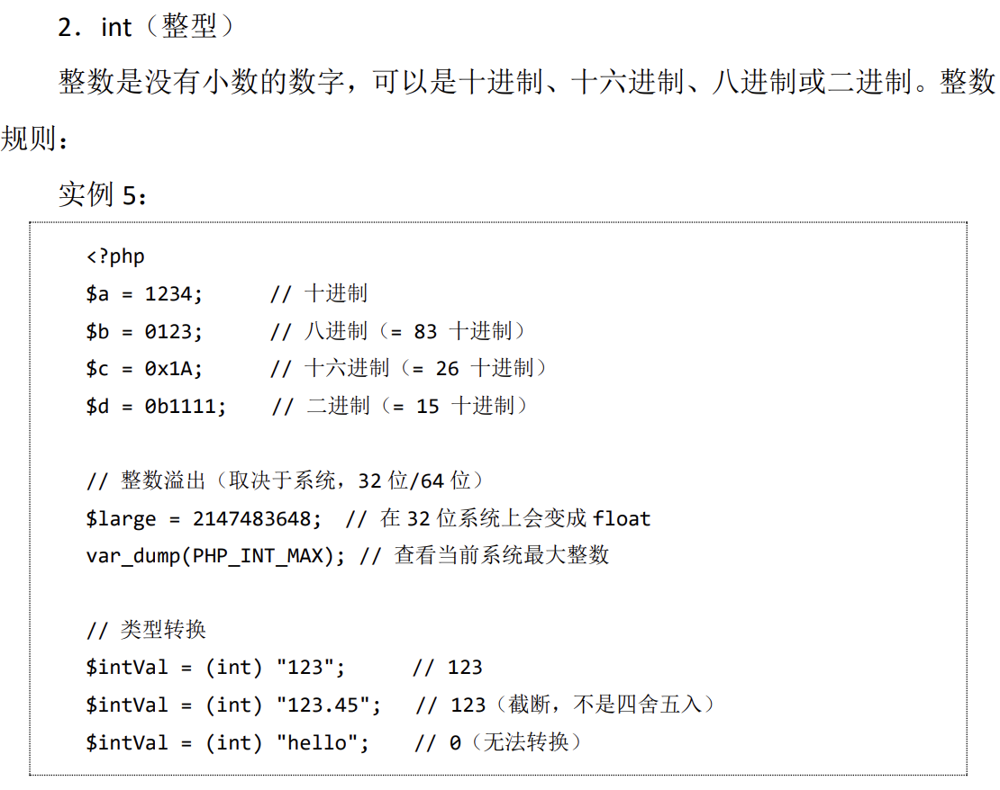 2．int（整型）
整数是没有小数的数字，可以是十进制、十六进制、八进制或二进制。整数
规则：
实例 5：
<?php
$a = 1234;      // 十进制
$b = 0123;      // 八进制（= 83 十进制）
$c = 0x1A;      // 十六进制（= 26 十进制）
$d = 0b1111;    // 二进制（= 15 十进制）
// 整数溢出（取决于系统，32 位/64 位）
$large = 2147483648;  // 在 32 位系统上会变成 float
var_dump(PHP_INT_MAX); // 查看当前系统最大整数
// 类型转换
$intVal = (int) "123";      // 123
$intVal = (int) "123.45";   // 123（截断，不是四舍五入）
$intVal = (int) "hello";    // 0（无法转换）